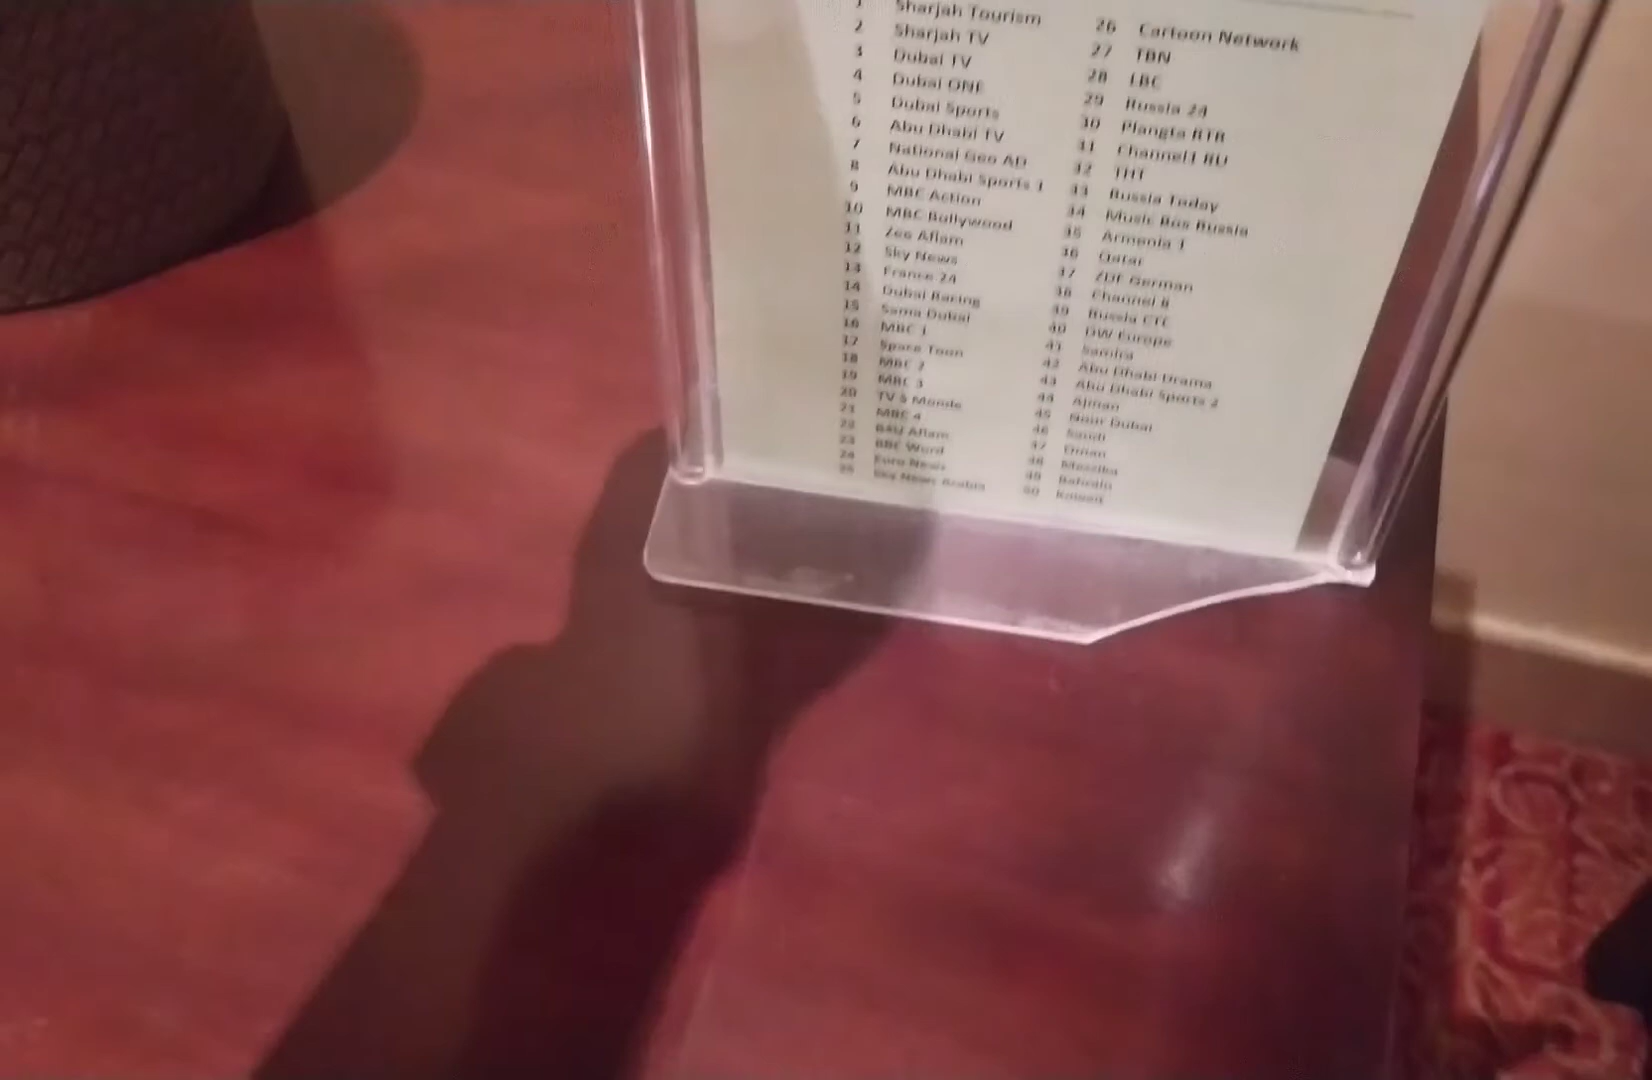 1 Sharjah Tourism
2 Sharjah TV
3 Dubai TV
4 Dubai ONE
5 Dubai Sports
6 Abu Dhabi TV
7 National Geo AD
8 Abu Dhabi Sports 1
9 MBC Action
10 MBC Bollywood
11 Zee Aflam
12 Sky News
13 France 24
14 Dubai Racing
15 Sama Dubai
16 MBC 1
17 Space Toon
18 MBC 2
19 MBC 3
20 TV 5 Monde
21 MBC 4
22 B4U Aflam
23 BBC Word
24 Euro News
25 Sky News Arabia
26 Cartoon Network
27 TBN
28 LBC
29 Russia 24
30 Planeta RTR
31 Channel1 RU
32 THT
33 Russia Today
34 Music Box Russia
35 Armenia 1
36 Qatar
37 ZDF German
38 Channel 8
39 Russia CTC
40 DW Europe
41 Samira
42 Abu Dhabi Drama
43 Abu Dhabi Sports 2
44 Ajman
45 Noor Dubai
46 Saudi
47 Oman
48
49 Bahrain
50 Kuwait